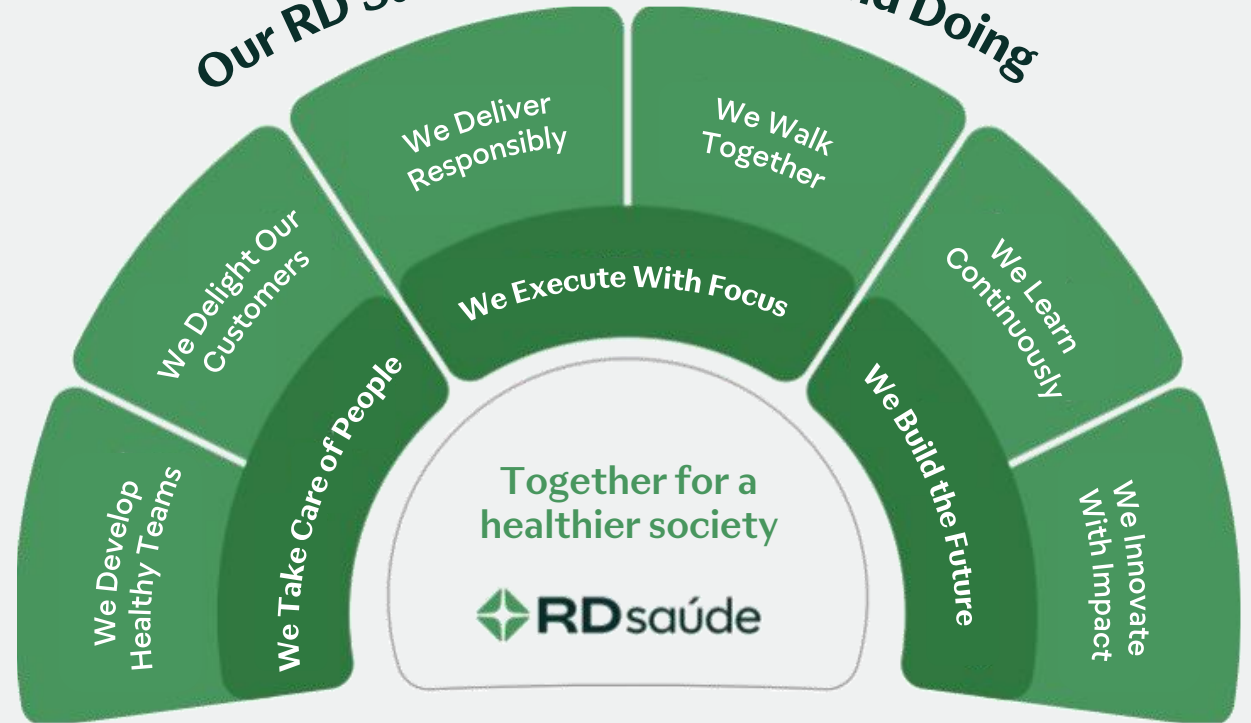 Our RD
Doing
We Deliver
Responsibly
We Walk
Together
We Delight Our
Customers
We Learn
Continuously
We Execute With Focus
We Develop
Healthy Teams
We Take Care of People
We Build the Future
We Innovate
With Impact
Together for a
healthier society
RDsaúde